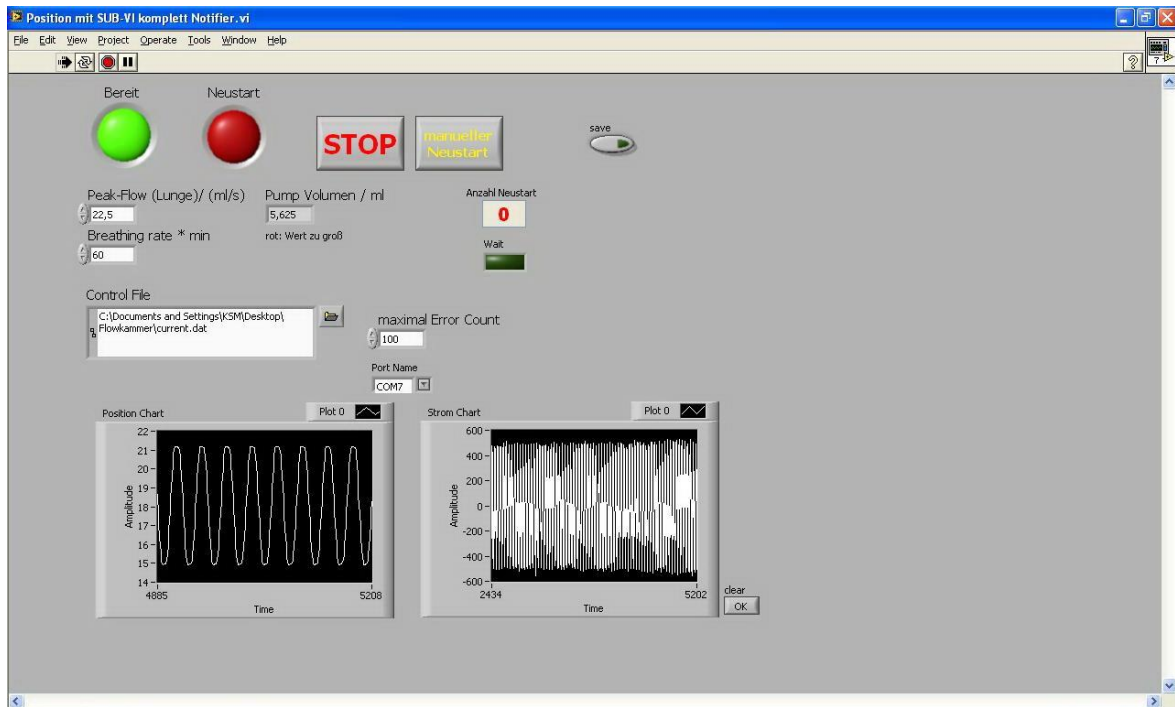 Position mit SUB-VI komplett Notifier.vi
File Edit View Project Operate Tools Window Help
7
Bereit
Neustart
STOP
manueller
Neustart
save
Peak-Flow (Lunge)/ (ml/s)
22,5
Pump Volumen / ml
5,625
rot: Wert zu groß
Anzahl Neustart
0
Breathing rate * min
60
Wait
Control File
C:\Documents and Settings\KSM\Desktop\
Flowkammer\current.dat
maximal Error Count
100
Port Name
COM7
Position Chart
Plot 0
22
21
20
19
18
17
16
15
14
Amplitude
4885
5208
Time
Strom Chart
Plot 0
600
400
200
0
-200
-400
-600
Amplitude
2434
5202
Time
clear
OK